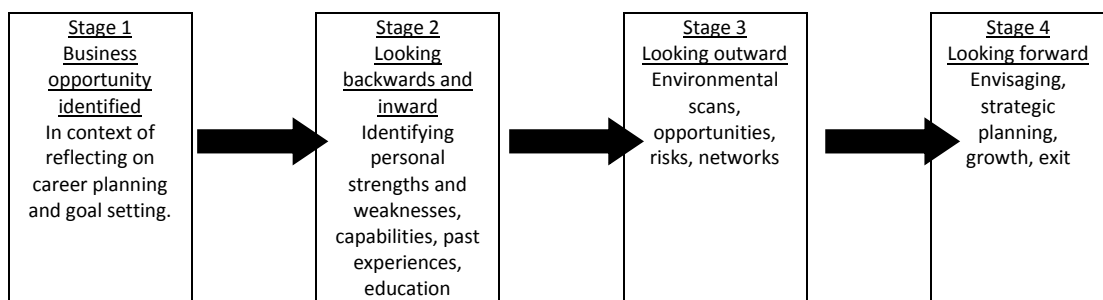 Stage 1
Business
opportunity
identified
In context of
reflecting on
career planning
and goal setting.
Stage 2
Looking
backwards and
inward
Identifying
personal
strengths and
weaknesses,
capabilities, past
experiences,
education
Stage 3
Looking outward
Environmental
scans,
opportunities,
risks, networks
Stage 4
Looking forward
Envisaging,
strategic
planning,
growth, exit